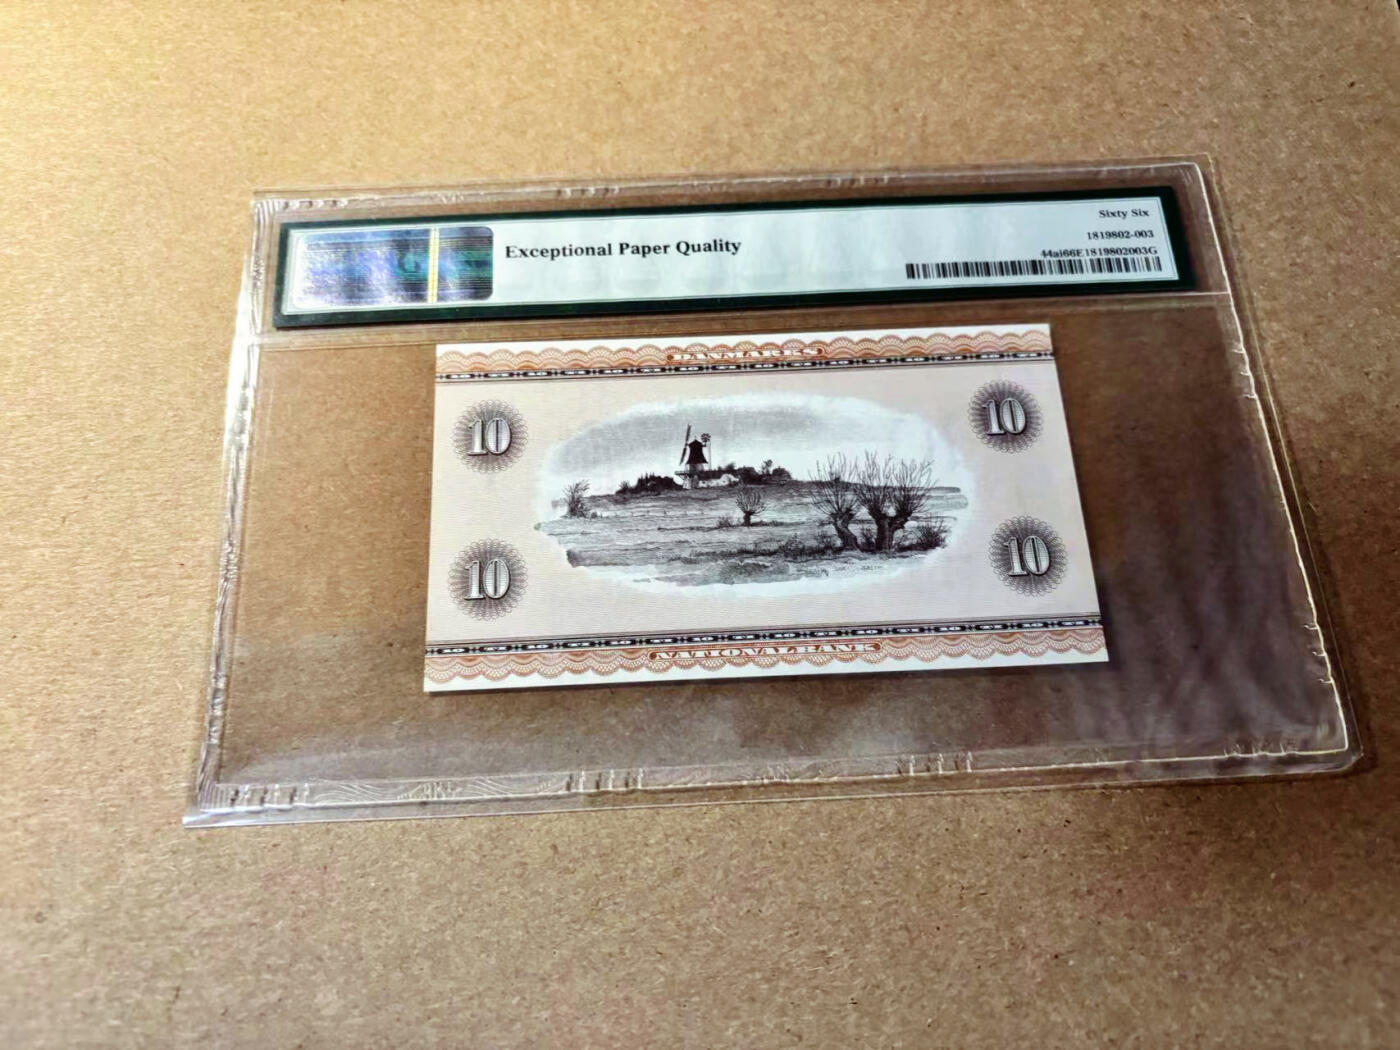 Sixty Six
Exceptional Paper Quality
1819802-003
44ai66E1819802003G
DANMARKS
10 10
10 10
NATIONALBANK